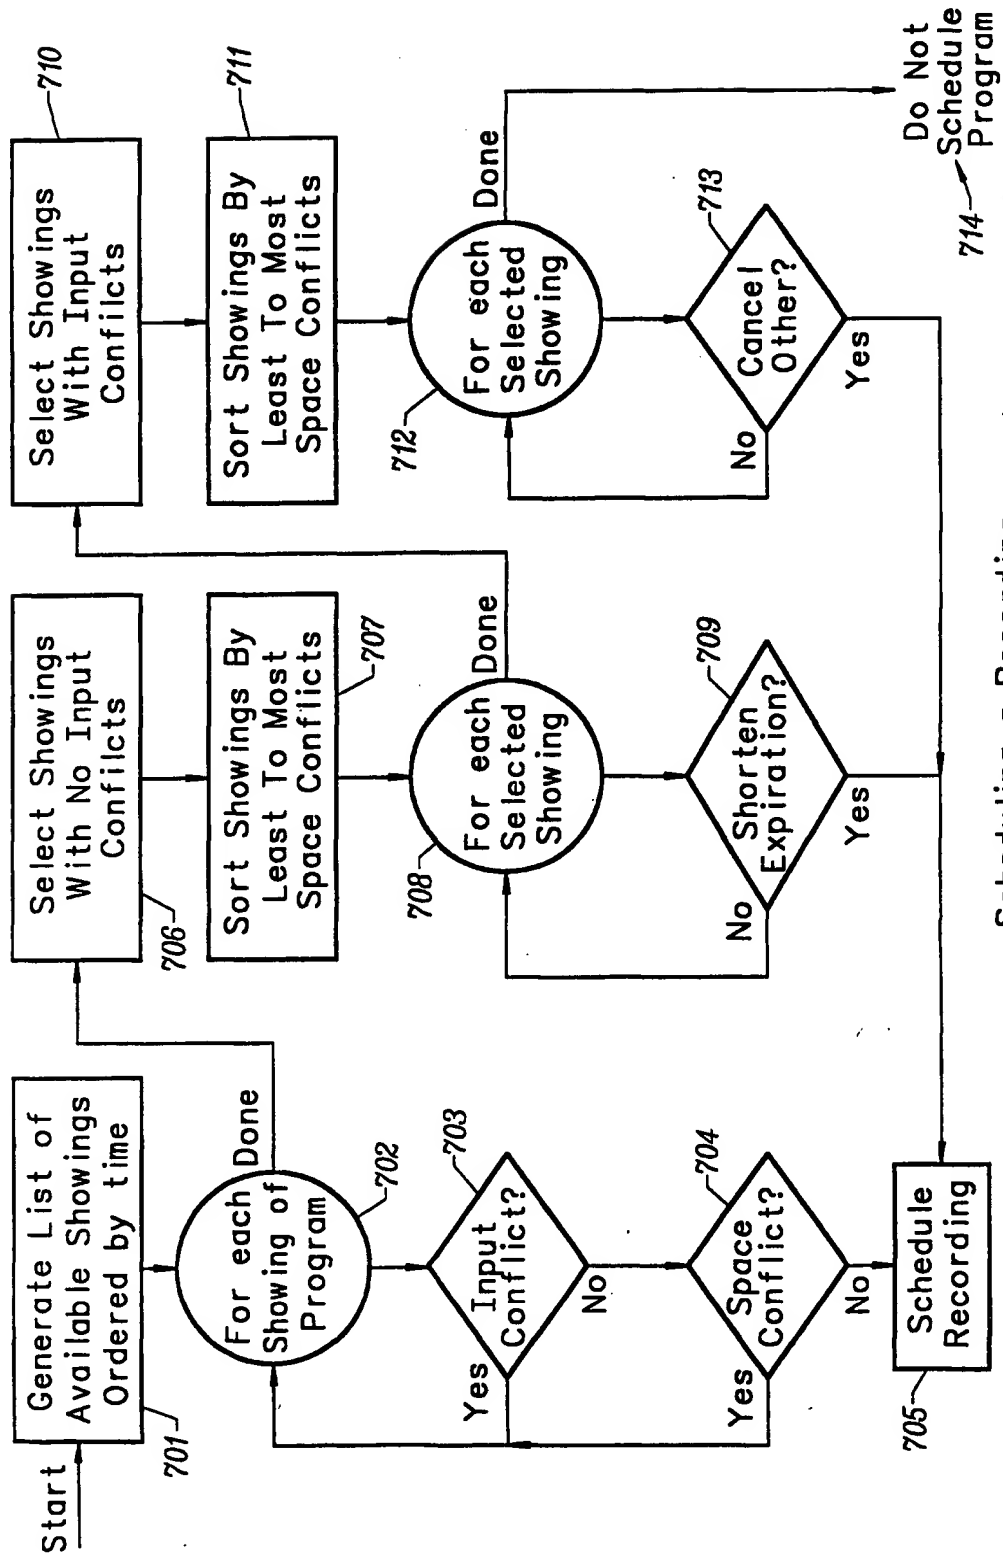 Start
Generate List of
Available Showings
Ordered by time
701
For each
Showing of
Program
Done
702
Input
Conflict?
703
Yes
No
Space
Conflict?
704
Yes
No
Schedule
Recording
705
Select Showings
With No Input
Confilcts
706
Sort Showings By
Least To Most
Space Conflicts
707
For each
Selected
Showing
Done
708
Shorten
Expiration?
709
No
Yes
Select Showings
With Input
Confilcts
710
Sort Showings By
Least To Most
Space Conflicts
711
For each
Selected
Showing
Done
712
Cancel
Other?
713
No
Yes
Do Not
Schedule
Program
714